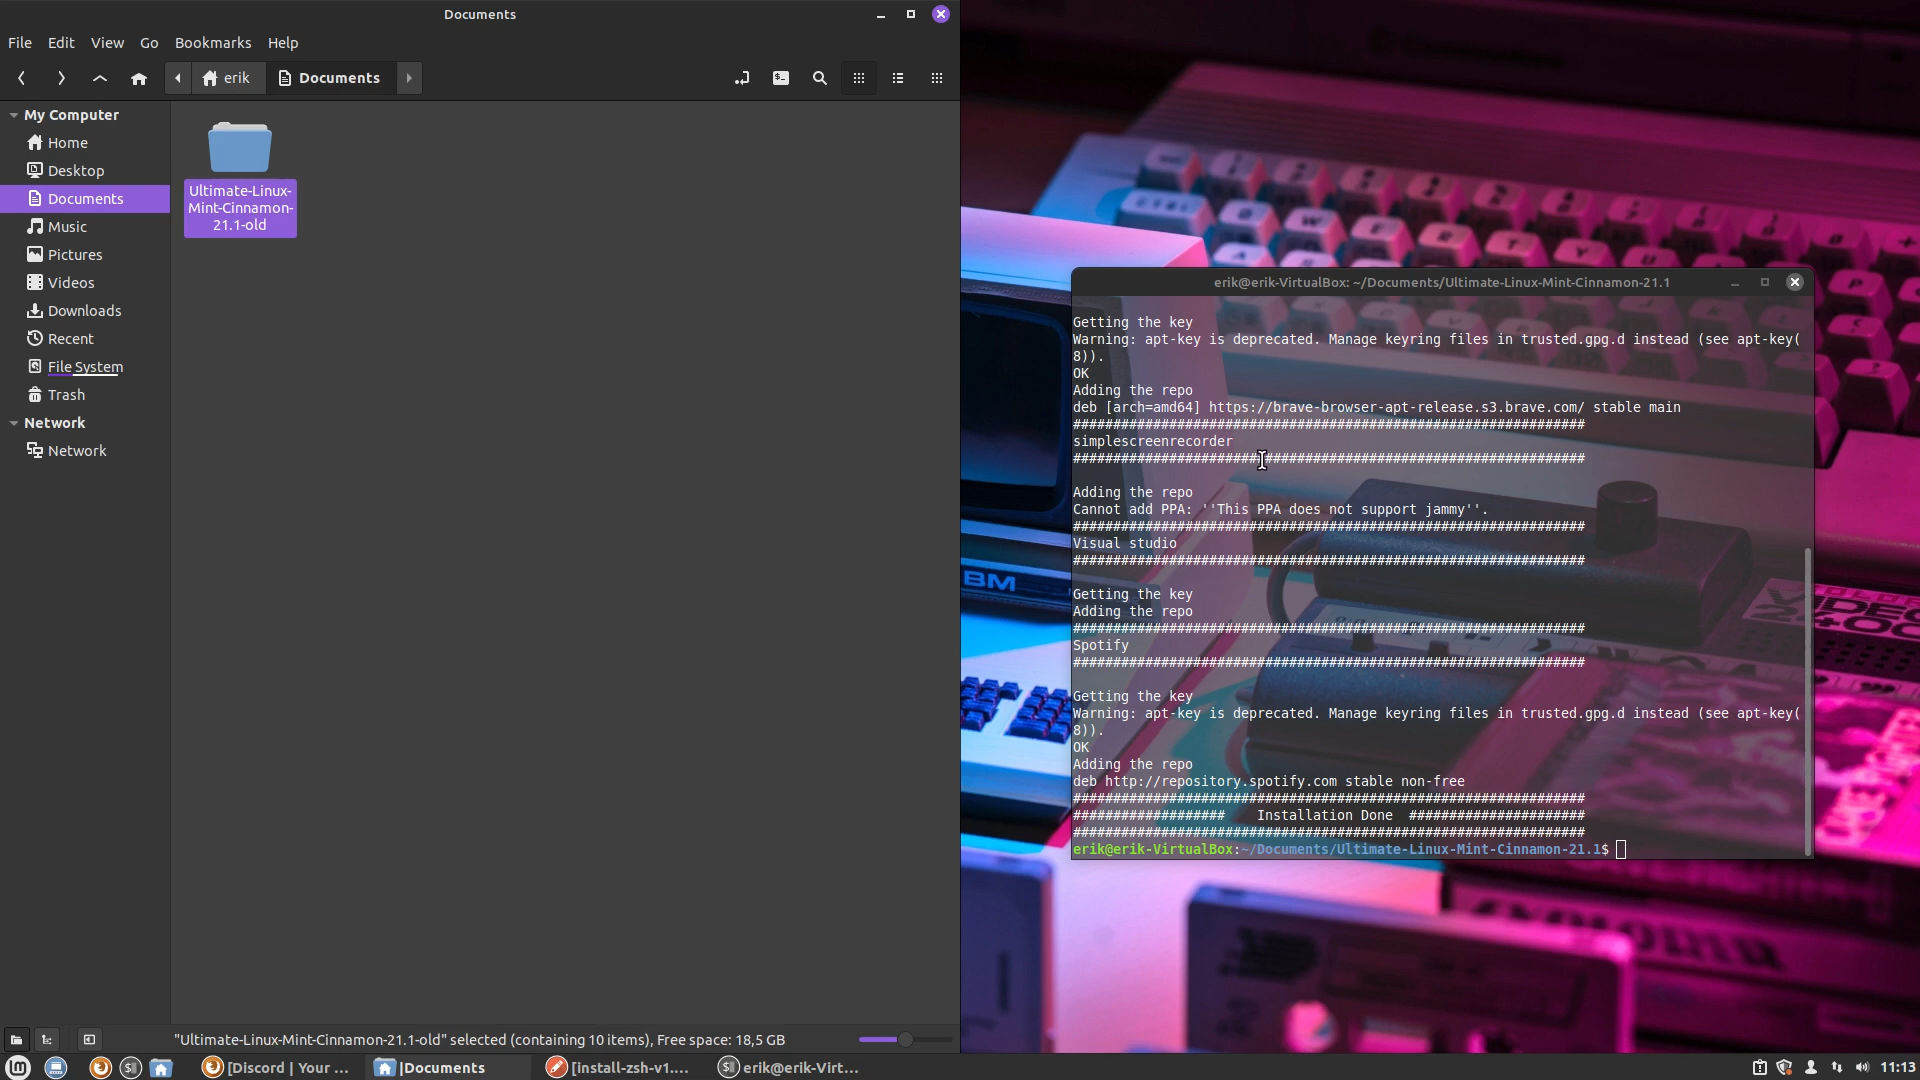 Documents
File Edit View Go Bookmarks Help
erik Documents
My Computer
Home
Desktop
Documents
Music
Pictures
Videos
Downloads
Recent
File System
Trash
Network
Network
Ultimate-Linux-
Mint-Cinnamon-
21.1-old
"Ultimate-Linux-Mint-Cinnamon-21.1-old" selected (containing 10 items), Free space: 18,5 GB
erik@erik-VirtualBox: ~/Documents/Ultimate-Linux-Mint-Cinnamon-21.1
Getting the key
Warning: apt-key is deprecated. Manage keyring files in trusted.gpg.d instead (see apt-key(
8)).
OK
Adding the repo
deb [arch=amd64] https://brave-browser-apt-release.s3.brave.com/ stable main
################################################################
simplescreenrecorder
################################################################
Adding the repo
Cannot add PPA: ''This PPA does not support jammy''.
################################################################
Visual studio
################################################################
Getting the key
Adding the repo
################################################################
Spotify
################################################################
Getting the key
Warning: apt-key is deprecated. Manage keyring files in trusted.gpg.d instead (see apt-key(
8)).
OK
Adding the repo
deb http://repository.spotify.com stable non-free
################################################################
################### Installation Done ######################
################################################################
erik@erik-VirtualBox:~/Documents/Ultimate-Linux-Mint-Cinnamon-21.1$
BM
CTRL
[Discord | Your ... |Documents [install-zsh-v1.... erik@erik-Virt... 11:13